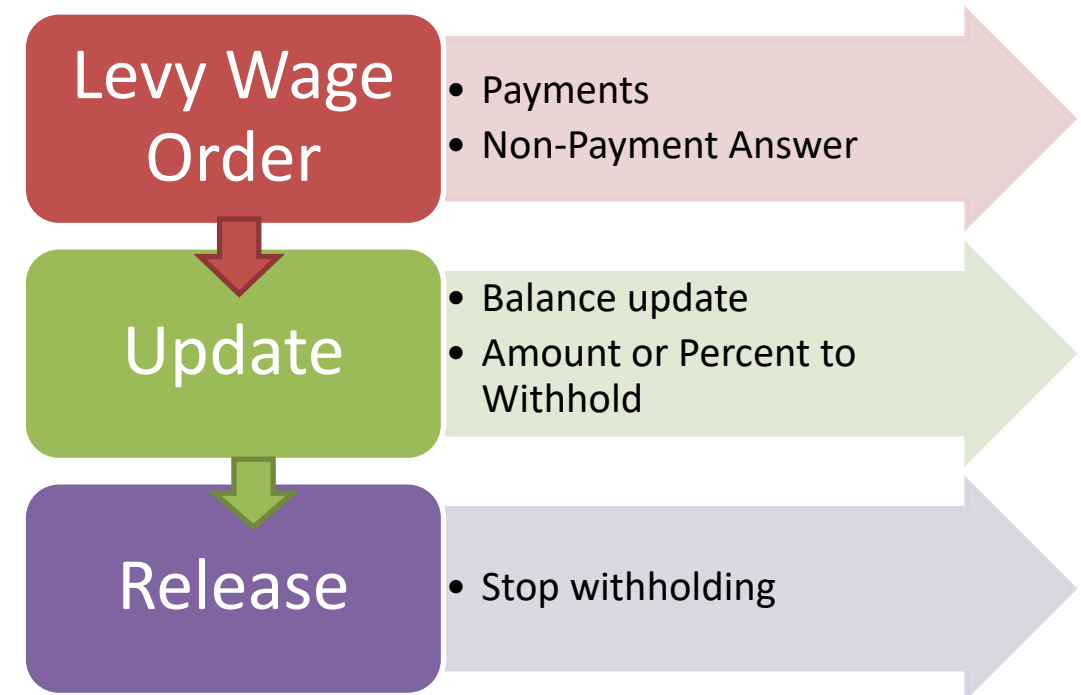 Levy Wage
Order
• Payments
• Non-Payment Answer
Update
• Balance update
• Amount or Percent to
Withhold
Release
• Stop withholding